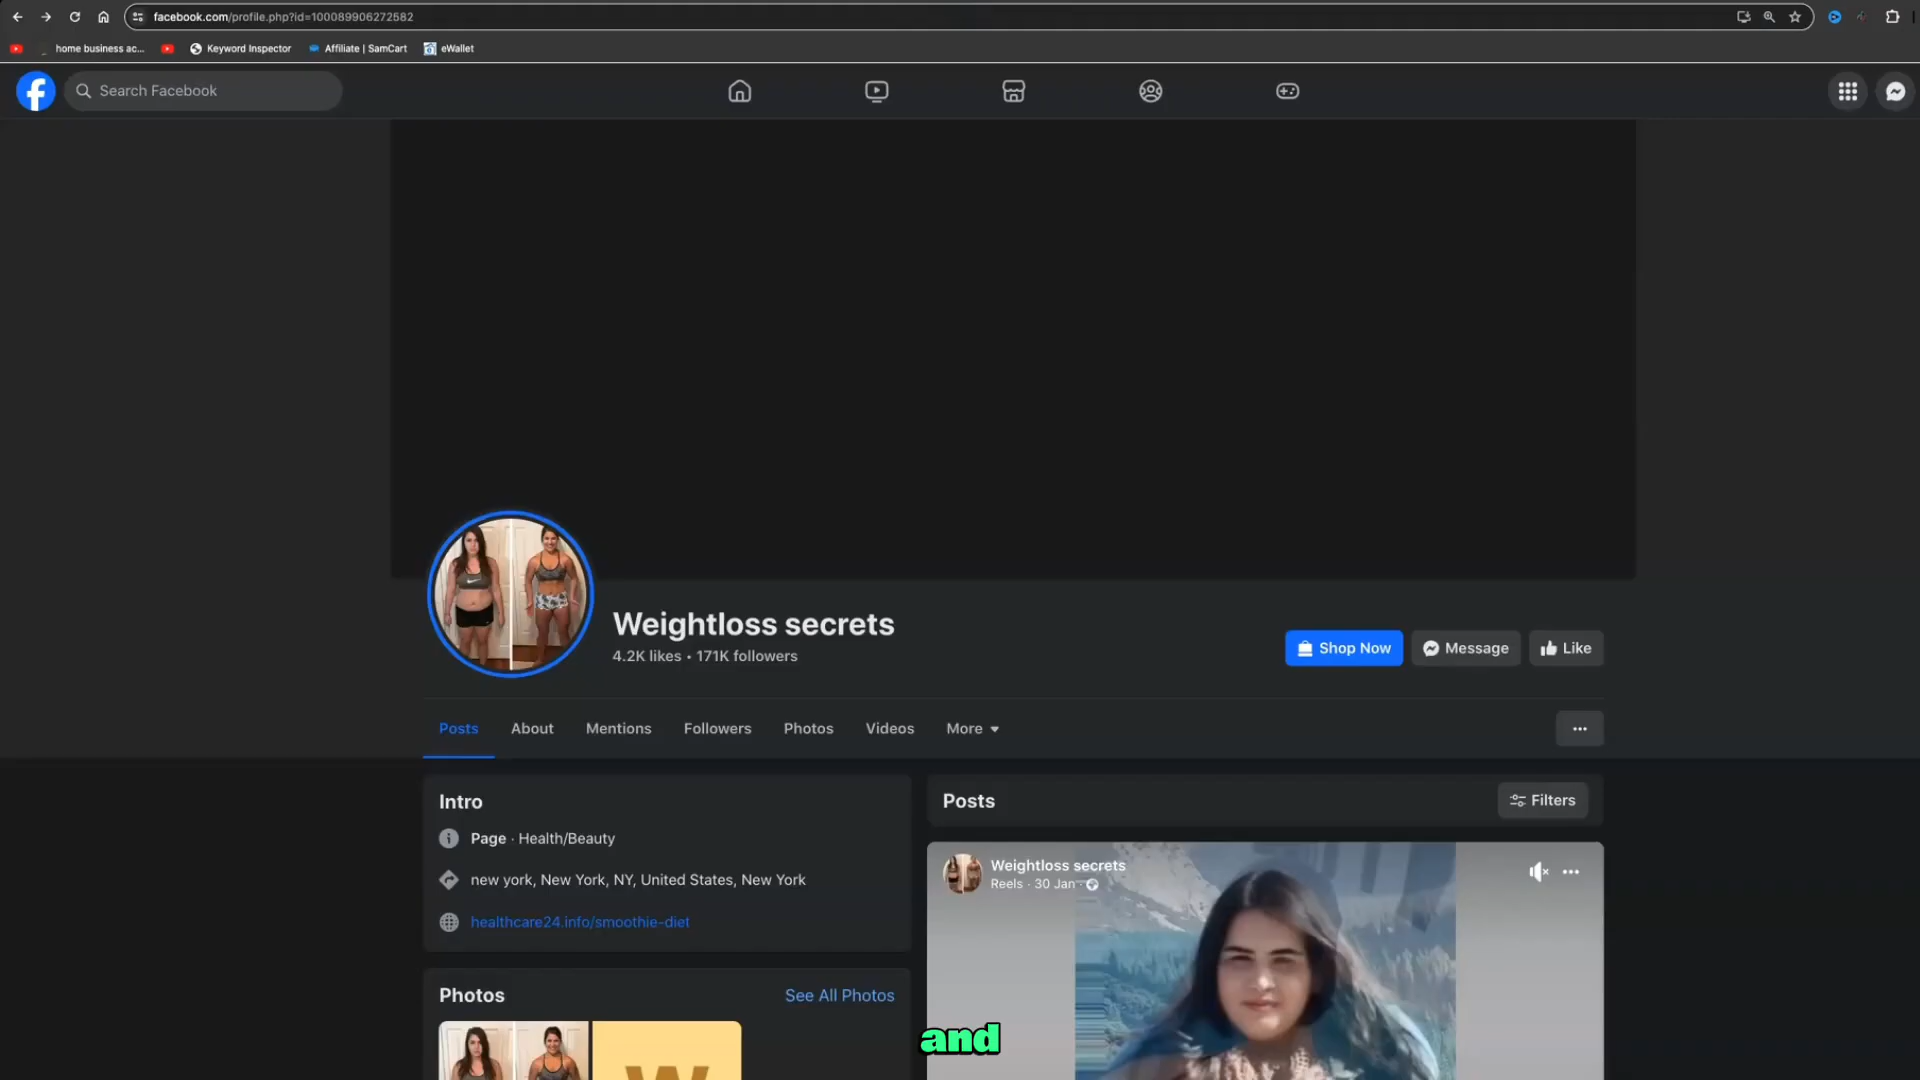 facebook.com/profile.php?id=100089906272582
home business ac...
Keyword Inspector
Affiliate | SamCart
eWallet
Search Facebook
Weightloss secrets
4.2K likes • 171K followers
Shop Now
Message
Like
Posts
About
Mentions
Followers
Photos
Videos
More
Intro
Page · Health/Beauty
new york, New York, NY, United States, New York
healthcare24.info/smoothie-diet
Photos
See All Photos
W
Posts
Filters
Weightloss secrets
Reels · 30 Jan ·
and